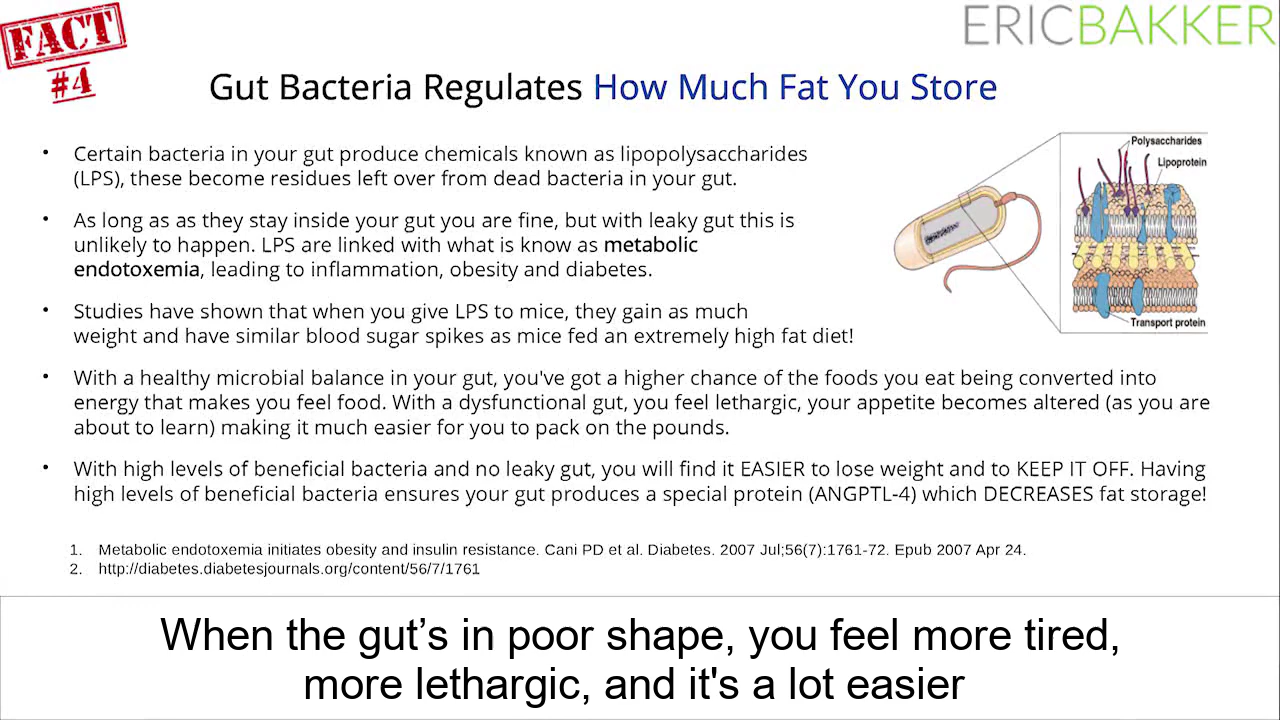 FACT
#4
ERICBAKKER
Gut Bacteria Regulates How Much Fat You Store
• Certain bacteria in your gut produce chemicals known as lipopolysaccharides
(LPS), these become residues left over from dead bacteria in your gut.
• As long as as they stay inside your gut you are fine, but with leaky gut this is
unlikely to happen. LPS are linked with what is know as metabolic
endotoxemia, leading to inflammation, obesity and diabetes.
• Studies have shown that when you give LPS to mice, they gain as much
weight and have similar blood sugar spikes as mice fed an extremely high fat diet!
• With a healthy microbial balance in your gut, you've got a higher chance of the foods you eat being converted into
energy that makes you feel food. With a dysfunctional gut, you feel lethargic, your appetite becomes altered (as you are
about to learn) making it much easier for you to pack on the pounds.
• With high levels of beneficial bacteria and no leaky gut, you will find it EASIER to lose weight and to KEEP IT OFF. Having
high levels of beneficial bacteria ensures your gut produces a special protein (ANGPTL-4) which DECREASES fat storage!
Polysaccharides
Lipoprotein
Transport protein
1. Metabolic endotoxemia initiates obesity and insulin resistance. Cani PD et al. Diabetes. 2007 Jul;56(7):1761-72. Epub 2007 Apr 24.
2. http://diabetes.diabetesjournals.org/content/56/7/1761
When the gut’s in poor shape, you feel more tired,
more lethargic, and it's a lot easier